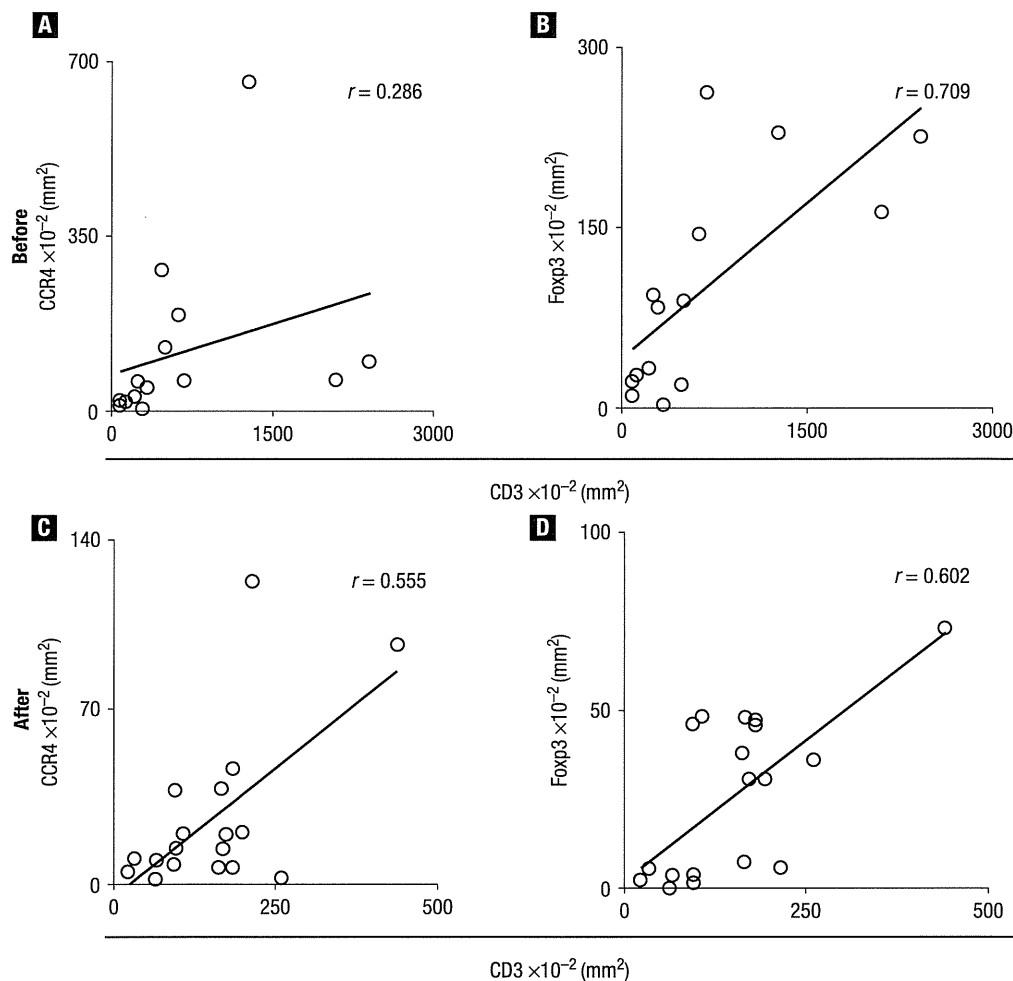 A
700
r = 0.286
Before
CCR4 ×10⁻² (mm²)
350
0
0
1500
3000
B
300
r = 0.709
Foxp3 ×10⁻² (mm²)
150
0
0
1500
3000
CD3 ×10⁻² (mm²)
C
140
r = 0.555
After
CCR4 ×10⁻² (mm²)
70
0
0
250
500
D
100
r = 0.602
Foxp3 ×10⁻² (mm²)
50
0
0
250
500
CD3 ×10⁻² (mm²)